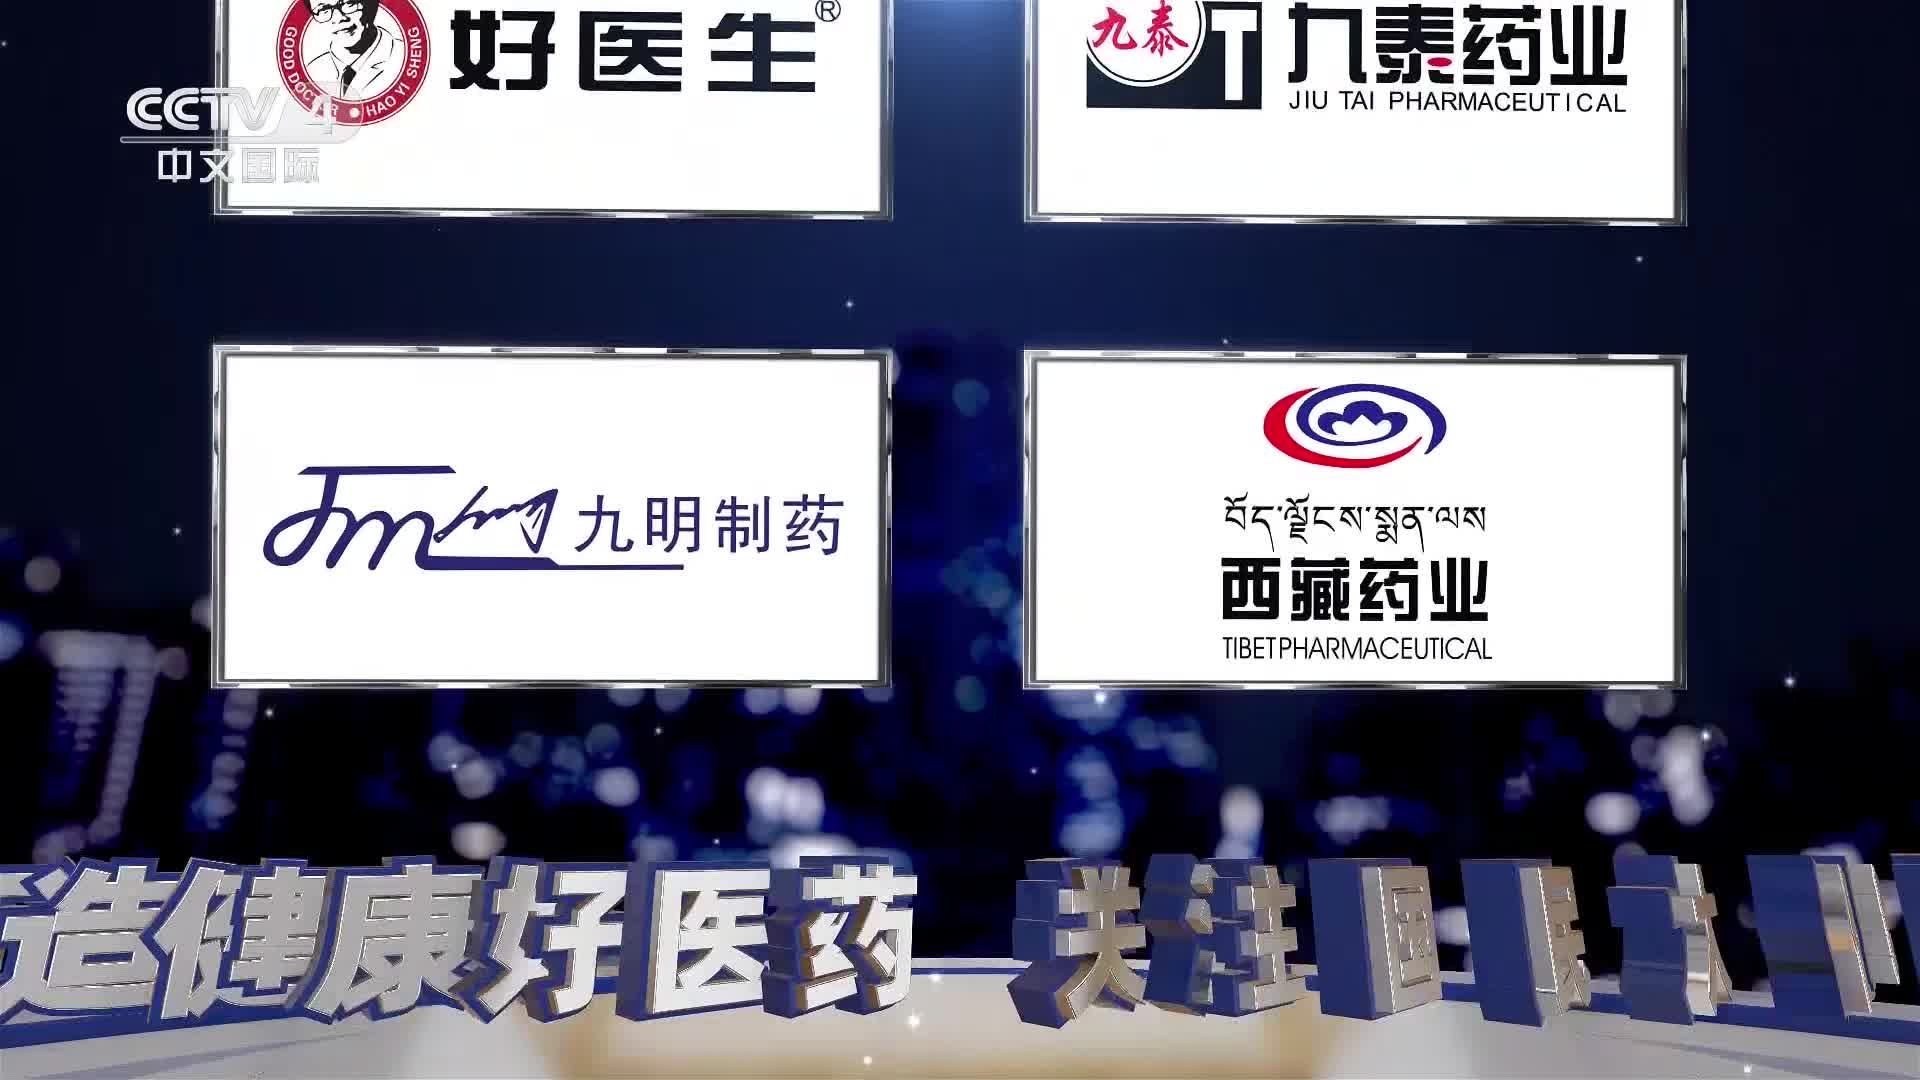 好医生®
GOOD DOCTOR • HAO YI SHENG
九泰
九泰药业
JIU TAI PHARMACEUTICAL
CCTV 4
中文国际
九明制药
བོད་ལྗོངས་སྨན་ལས
西藏药业
TIBETPHARMACEUTICAL
造健康好医药 关注医